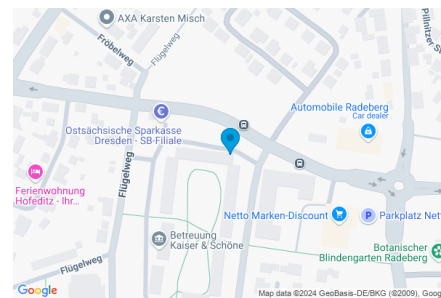 AXA Karsten Misch
Fröbelweg
Flügelweg
Pillnitzer
€
Automobile Radeberg
Car dealer
Ostsächsische Sparkasse
Dresden - SB-Filiale
Flügelweg
Ferienwohnung
Hofeditz - Ihr...
Netto Marken-Discount
P
Parkplatz Nett
Betreuung
Kaiser & Schöne
Botanischer
Blindengarten Radeberg
Flügelweg
Google
Map data ©2024 GeoBasis-DE/BKG (©2009), Goog